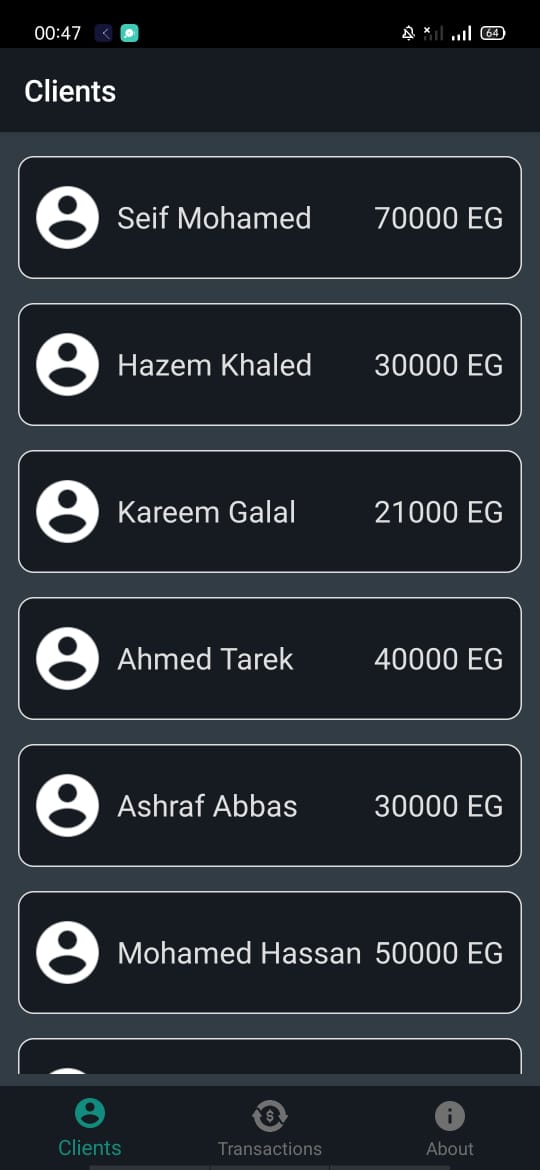 00:47 64
Clients
Seif Mohamed 70000 EG
Hazem Khaled 30000 EG
Kareem Galal 21000 EG
Ahmed Tarek 40000 EG
Ashraf Abbas 30000 EG
Mohamed Hassan 50000 EG
Clients Transactions About